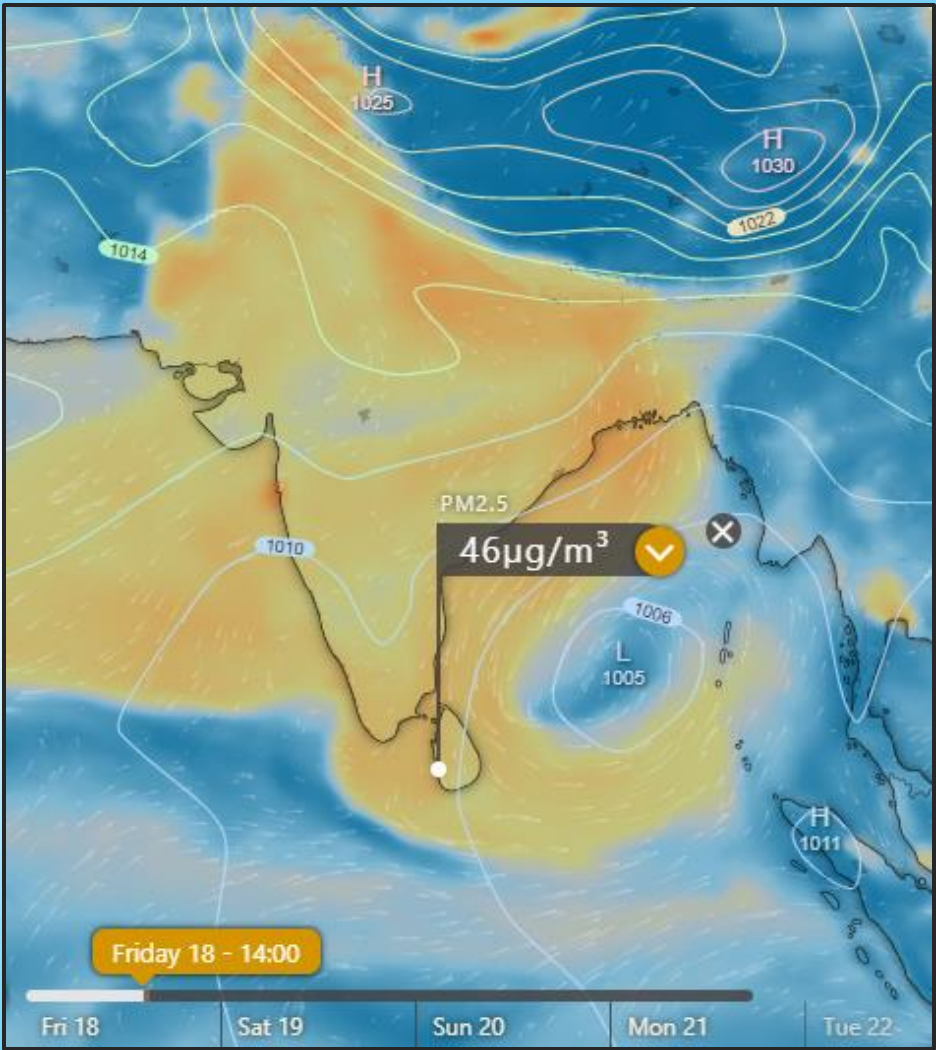 H
1025
H
1030
1022
1014
PM2.5
46µg/m³
1010
1006
L
1005
H
1011
Friday 18 - 14:00
Fri 18
Sat 19
Sun 20
Mon 21
Tue 22